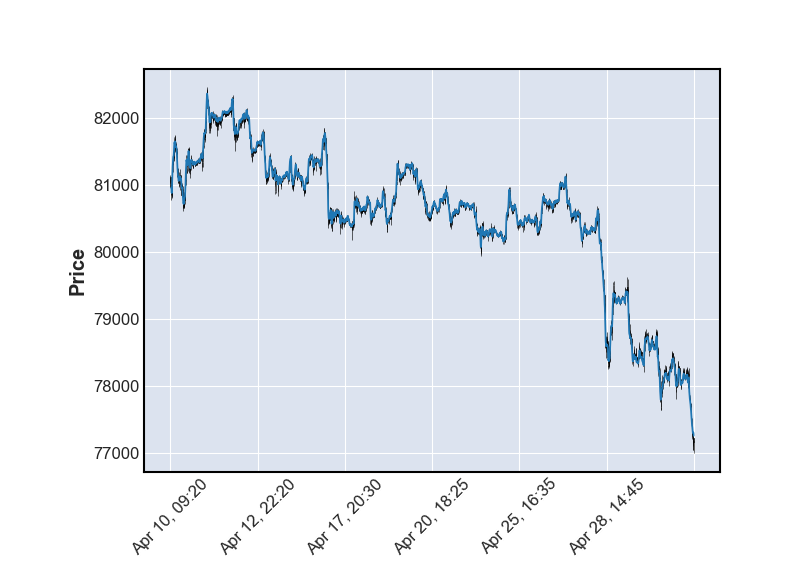 82000
81000
80000
79000
78000
77000
Price
Apr 10, 09:20
Apr 12, 22:20
Apr 17, 20:30
Apr 20, 18:25
Apr 25, 16:35
Apr 28, 14:45